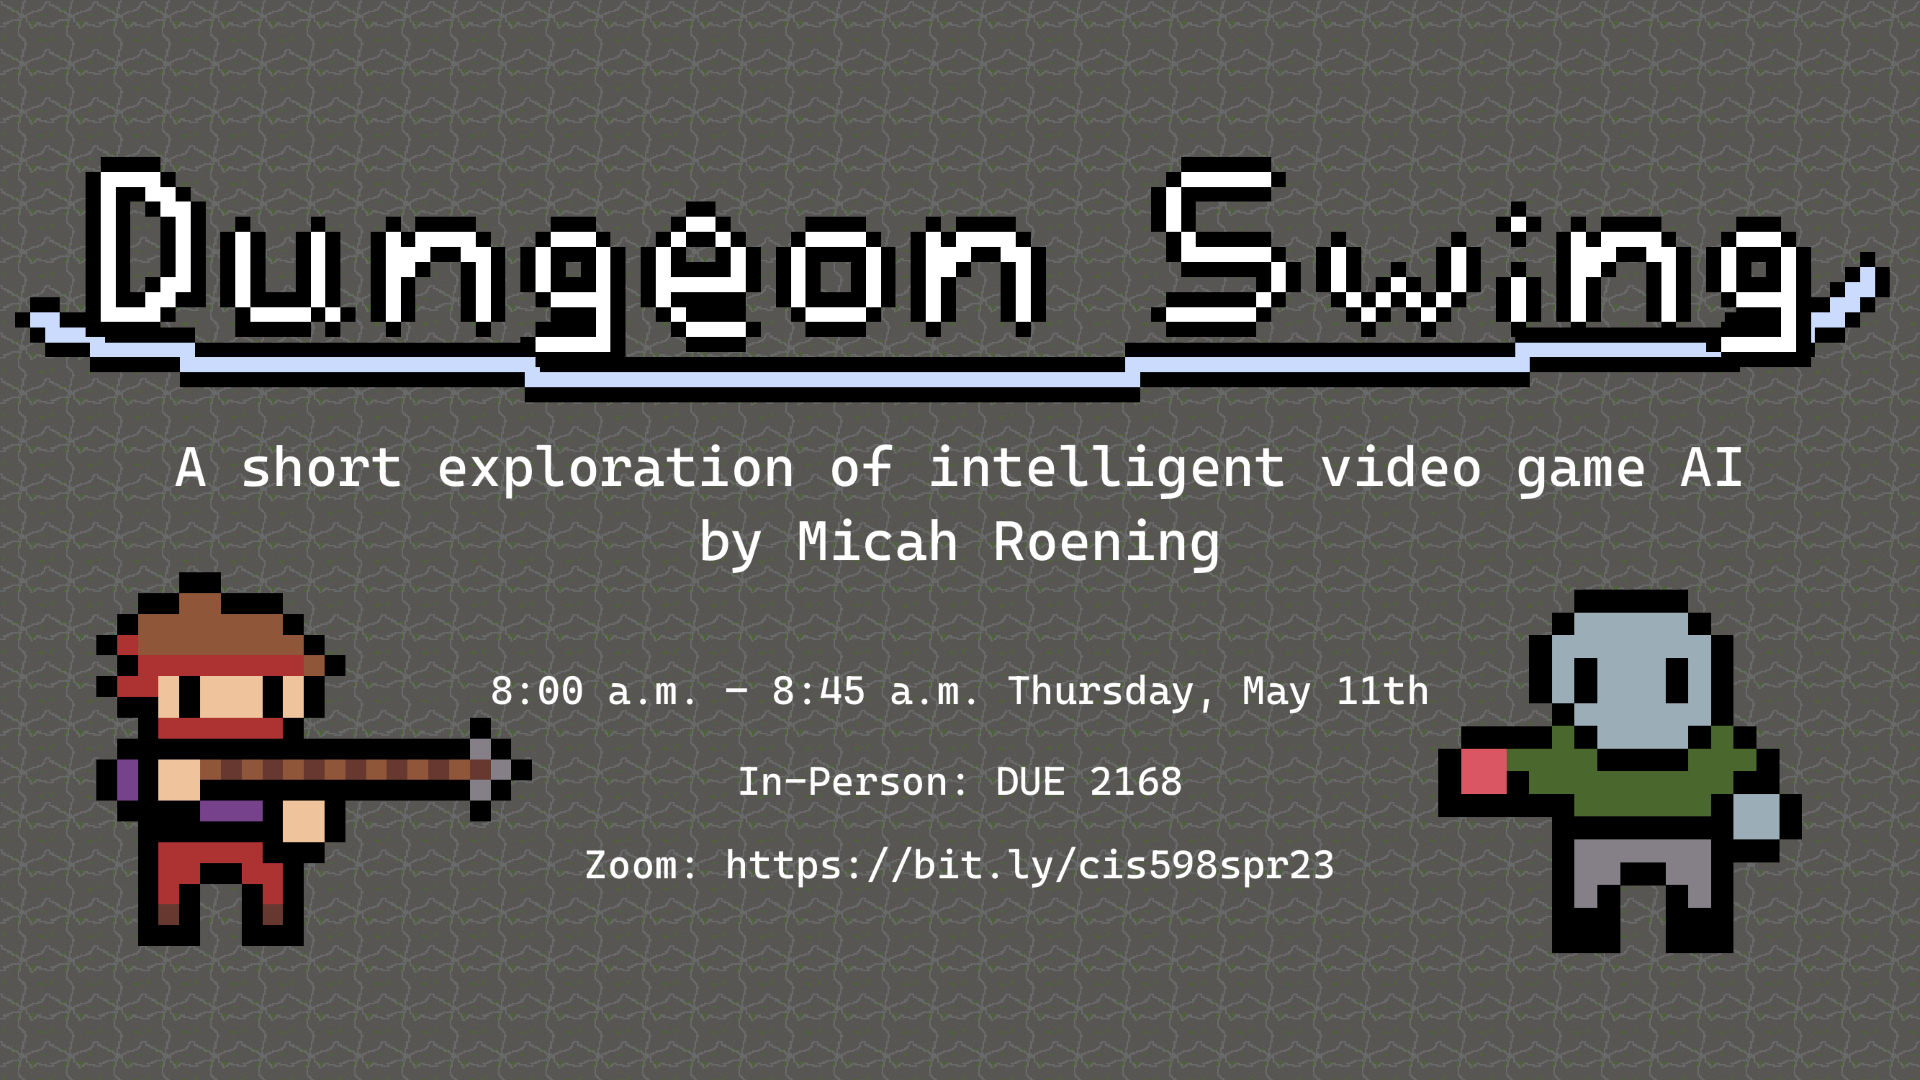 Dungeon Swing
A short exploration of intelligent video game AI
by Micah Roening
8:00 a.m. – 8:45 a.m. Thursday, May 11th
In-Person: DUE 2168
Zoom: https://bit.ly/cis598spr23